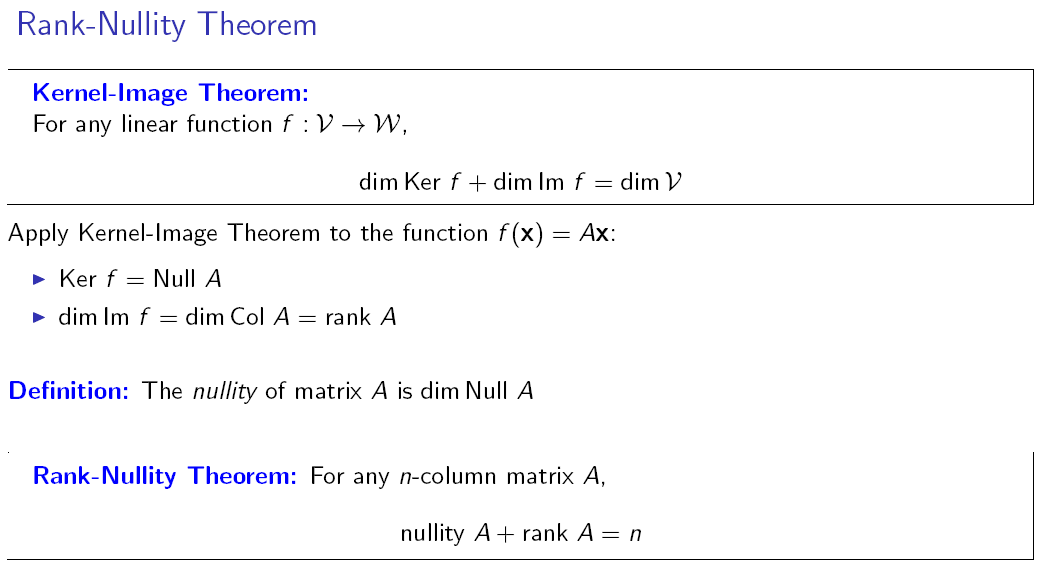 Rank-Nullity Theorem
Kernel-Image Theorem:
For any linear function f : 𝒱 → 𝒲,
dim Ker f + dim Im f = dim 𝒱
Apply Kernel-Image Theorem to the function f(x) = Ax:
▶ Ker f = Null A
▶ dim Im f = dim Col A = rank A
Definition: The nullity of matrix A is dim Null A
Rank-Nullity Theorem: For any n-column matrix A,
nullity A + rank A = n